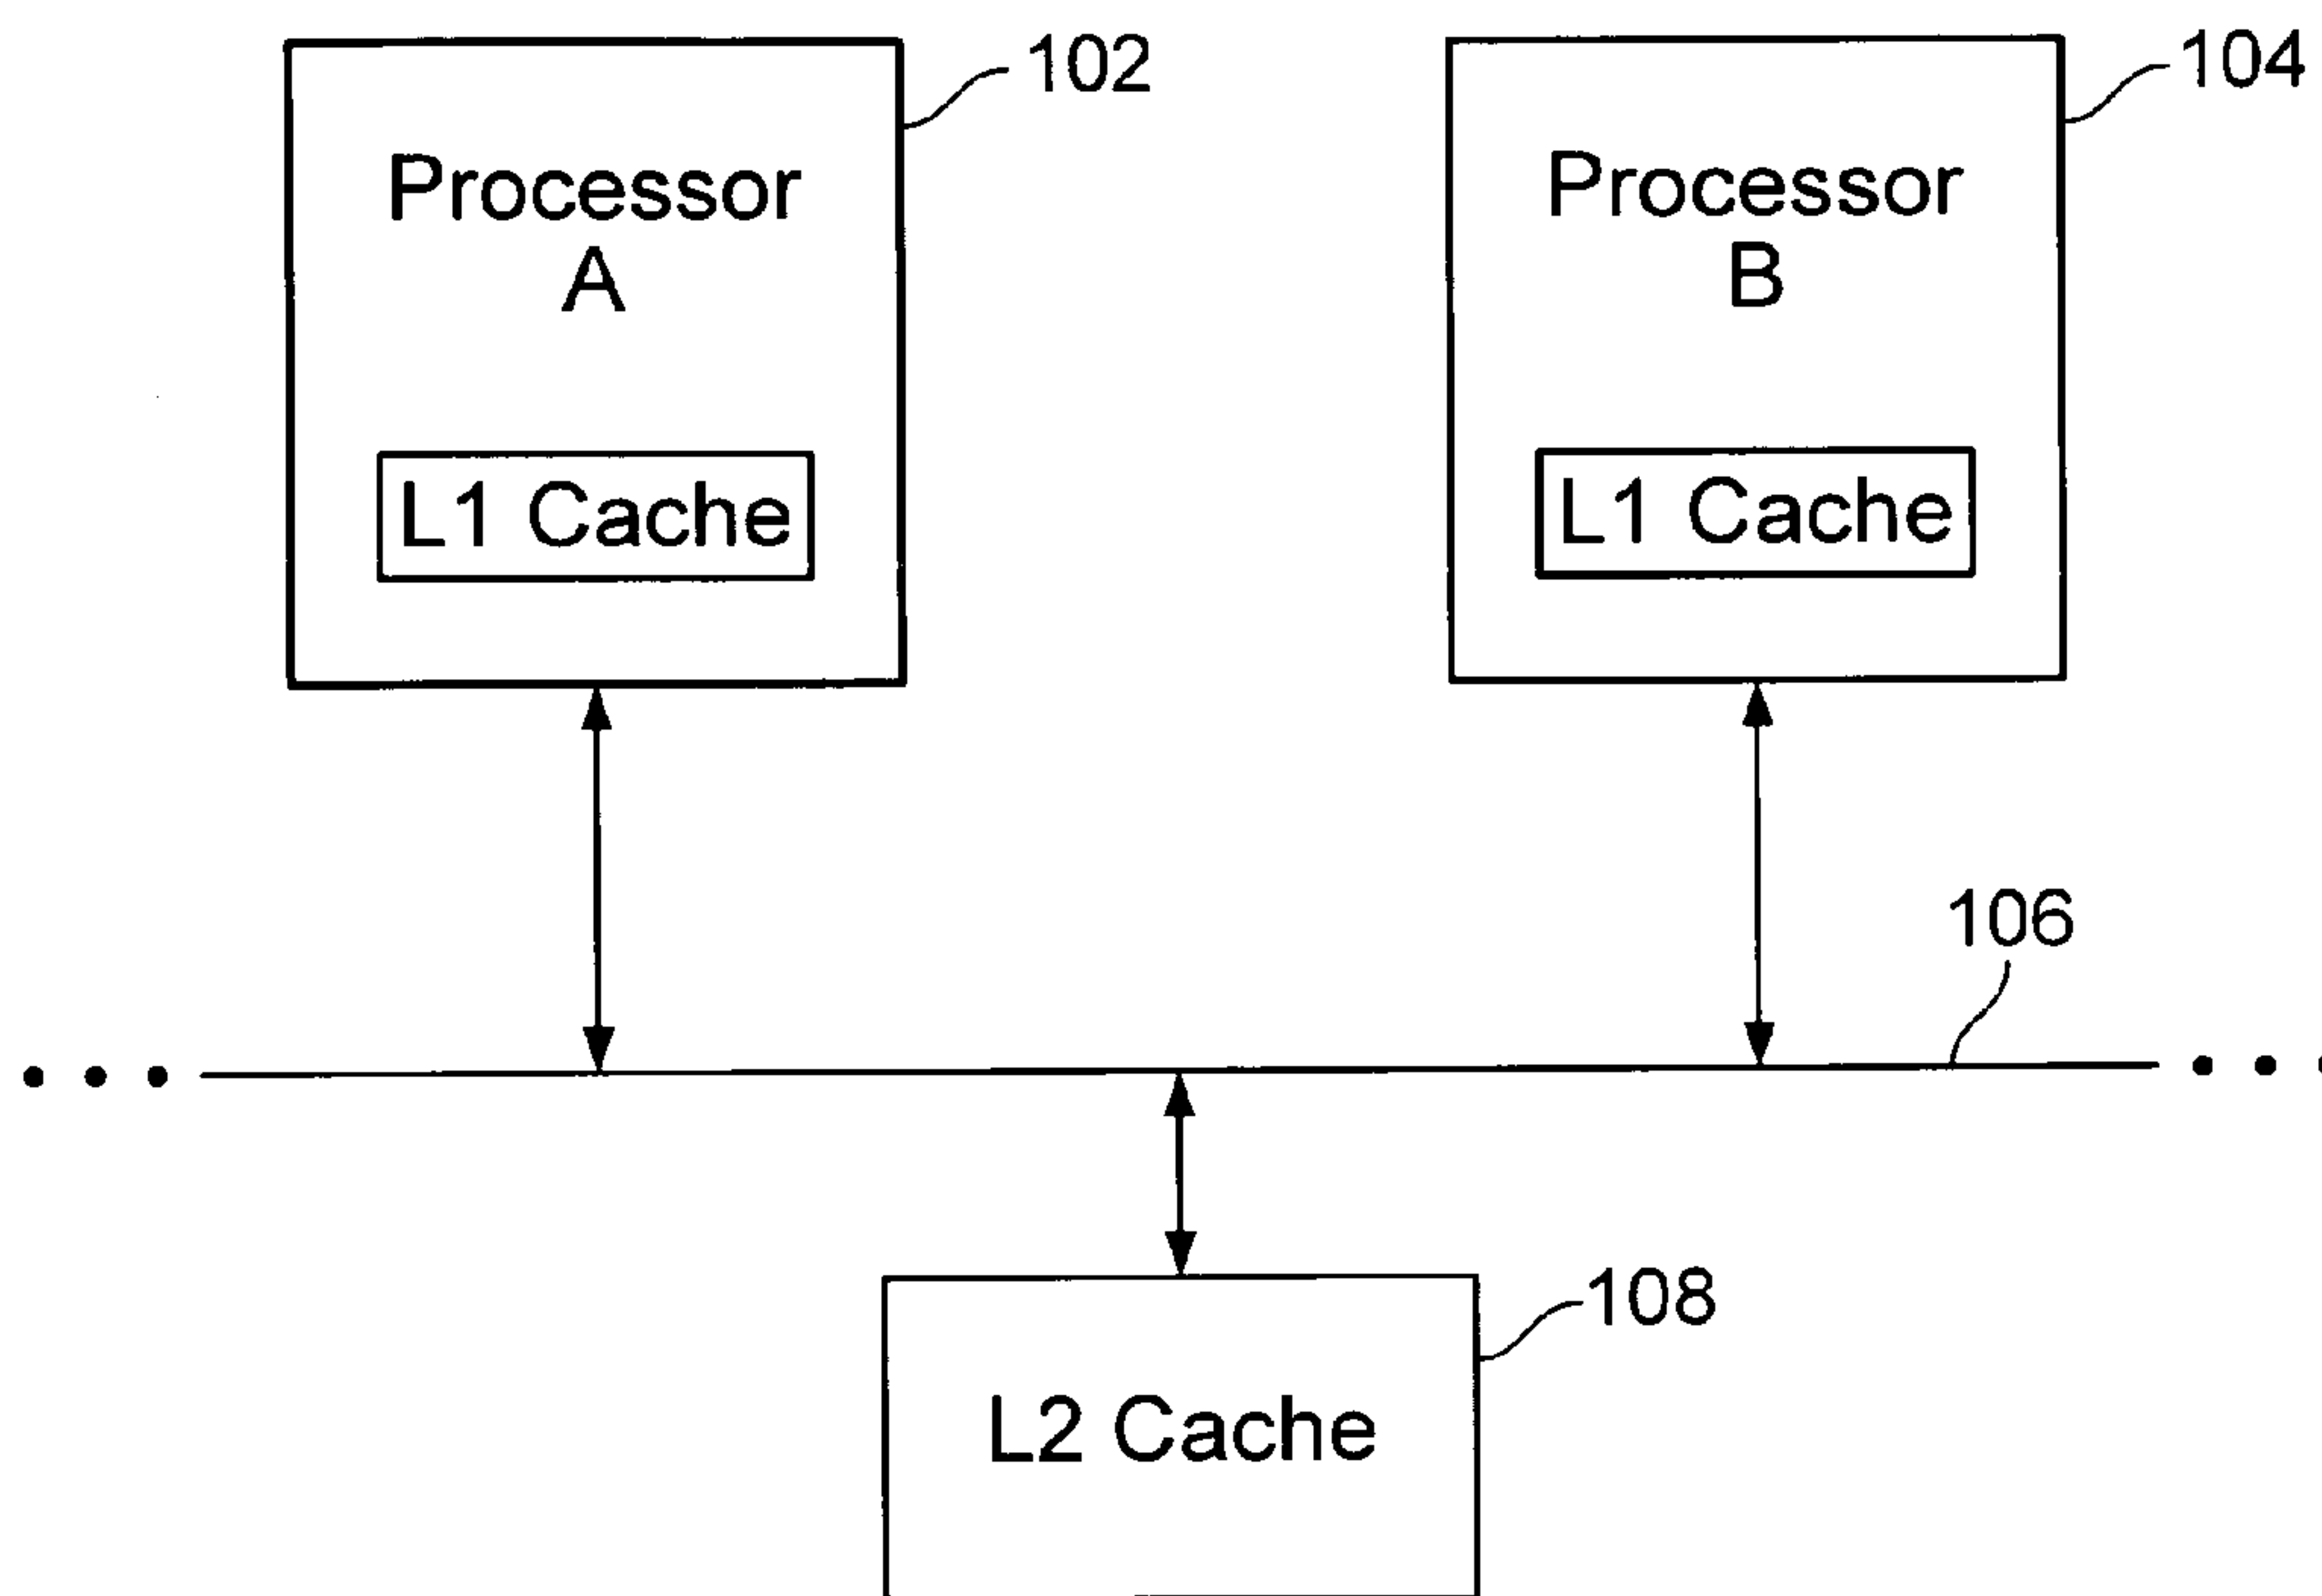 102
104
Processor
A
Processor
B
L1 Cache
L1 Cache
106
108
L2 Cache